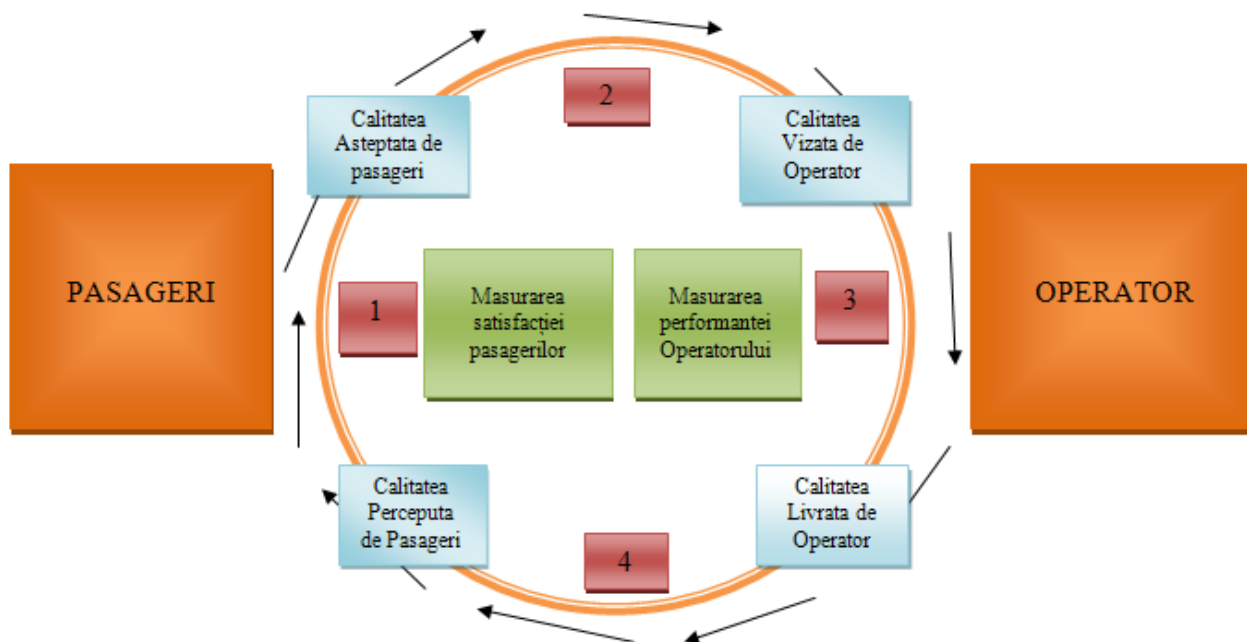 2
Calitatea
Asteptata de
pasageri
Calitatea
Vizata de
Operator
PASAGERI
1
Masurarea
satisfacției
pasagerilor
Masurarea
performantei
Operatorului
3
OPERATOR
Calitatea
Perceputa
de Pasageri
4
Calitatea
Livrata de
Operator